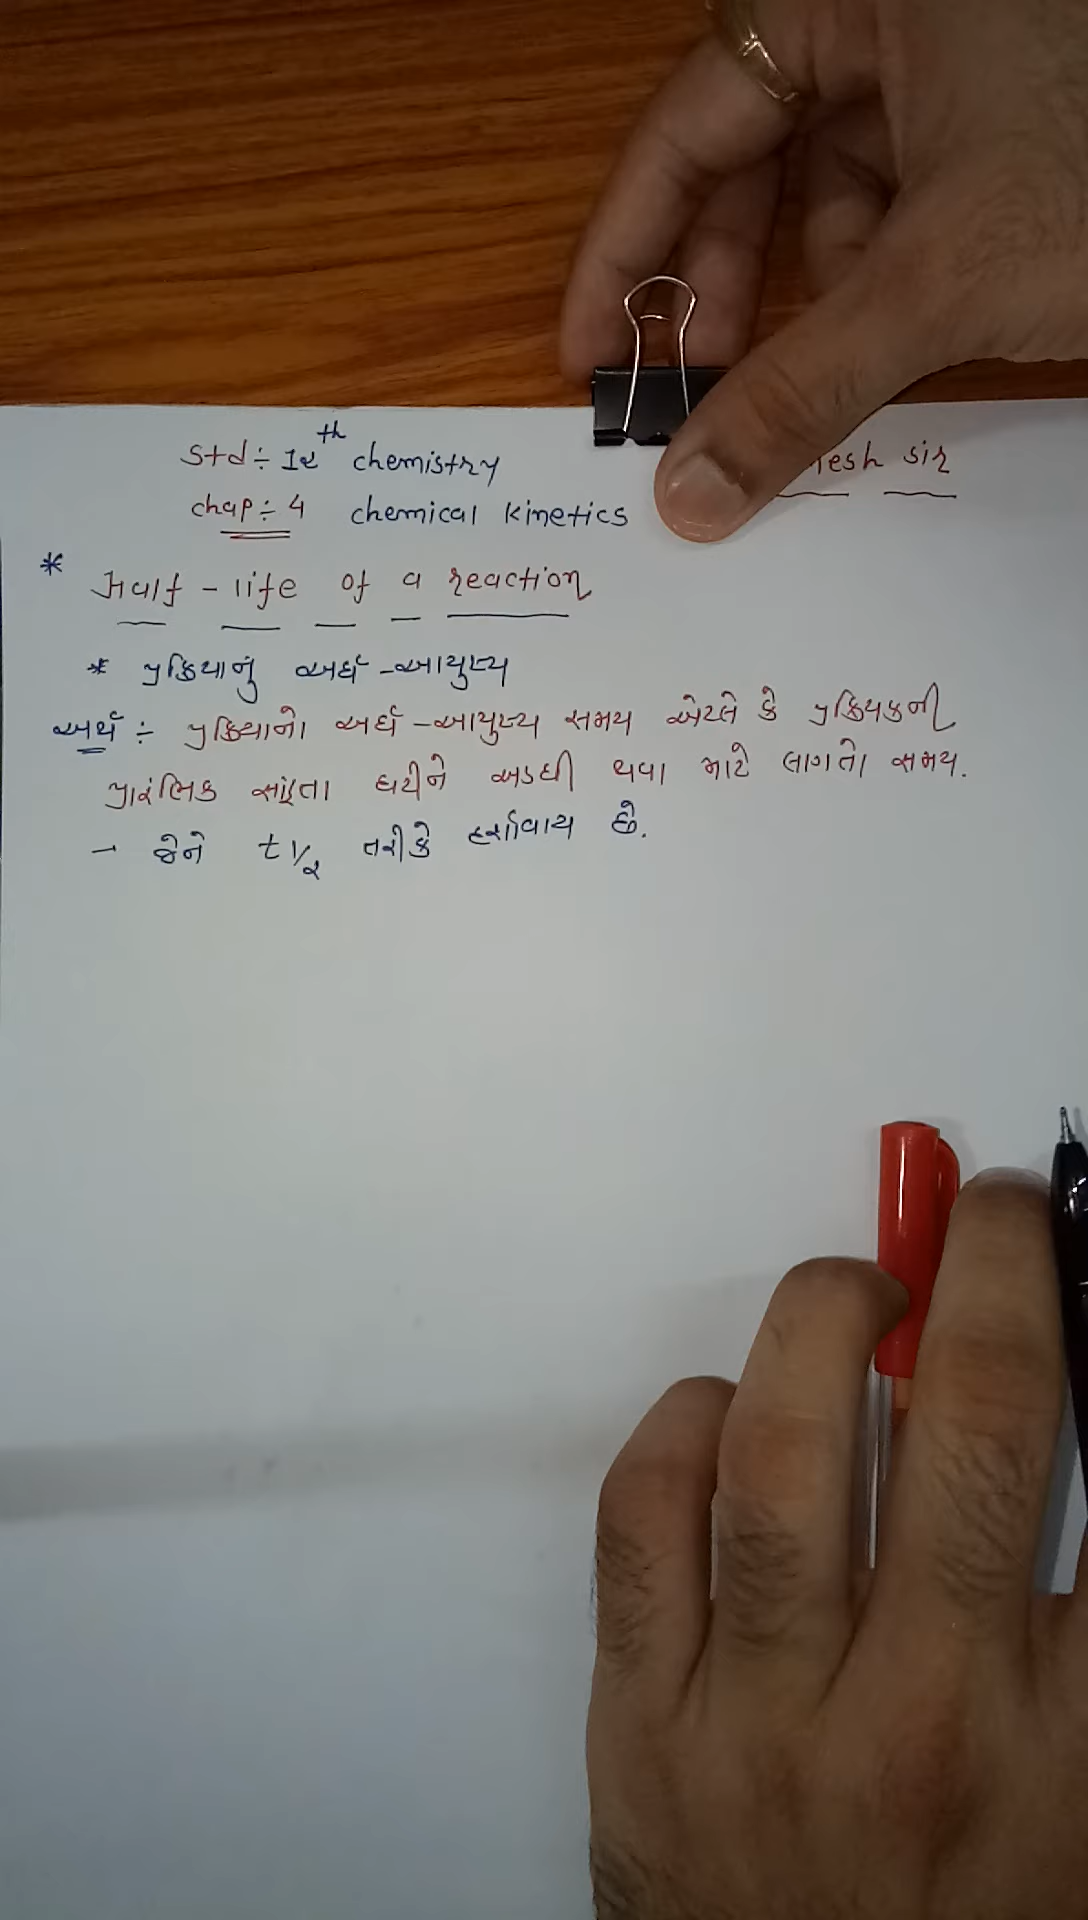 Std ÷ 12th chemistry
sir
chap ÷ 4 chemical kinetics
* Half - life of a reaction
* પ્રક્રિયાનું અર્ધ - આયુષ્ય
અર્થ ÷ પ્રક્રિયાનો અર્ધ - આયુષ્ય સમય એટલે કે પ્રક્રિયકની
પ્રારંભિક સાંદ્રતા ઘટીને અડધી થવા માટે લાગતો સમય.
→ જેને t1/2 તરીકે દર્શાવાય છે.